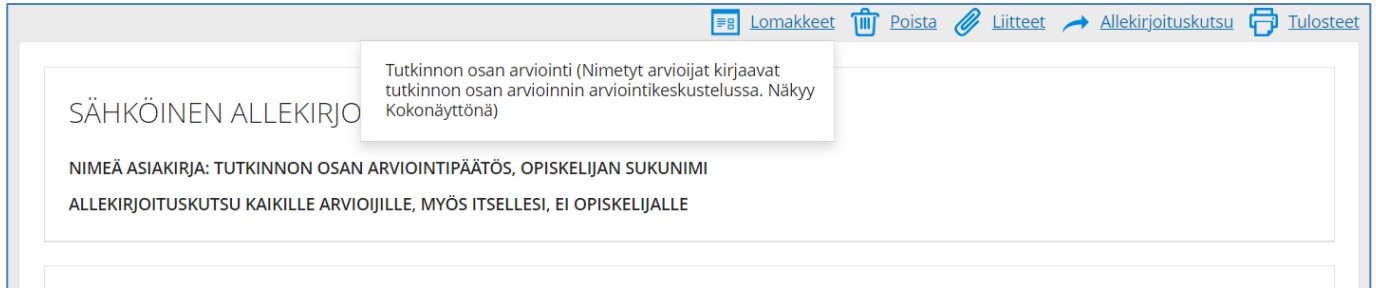 Lomakkeet Poista Liitteet Allekirjoituskutsu Tulosteet
Tutkinnon osan arviointi (Nimetyt arvioijat kirjaavat
tutkinnon osan arvioinnin arviointikeskustelussa. Näkyy
Kokonäyttönä)
SÄHKÖINEN ALLEKIRJO
NIMEÄ ASIAKIRJA: TUTKINNON OSAN ARVIOINTIPÄÄTÖS, OPISKELIJAN SUKUNIMI
ALLEKIRJOITUSKUTSU KAIKILLE ARVIOIJILLE, MYÖS ITSELLESI, EI OPISKELIJALLE